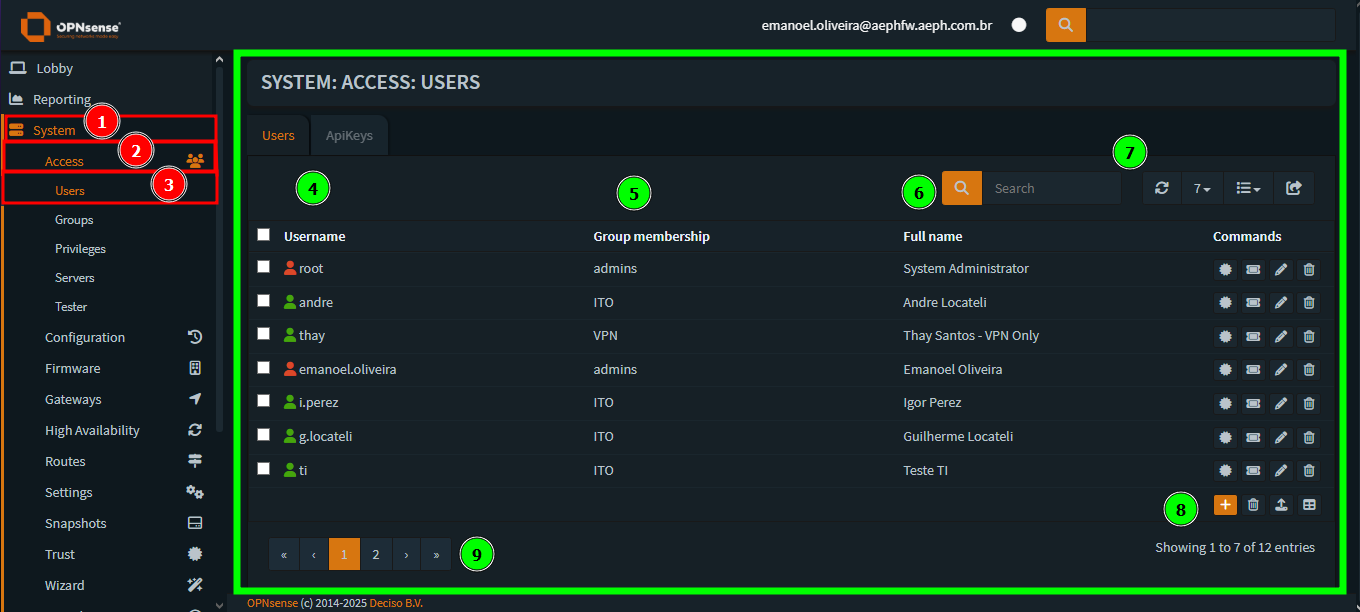 OPNsense®
emanoel.oliveira@aephfw.aeph.com.br
Lobby
Reporting
System
1
Access
2
Users
3
Groups
Privileges
Servers
Tester
Configuration
Firmware
Gateways
High Availability
Routes
Settings
Snapshots
Trust
Wizard
SYSTEM: ACCESS: USERS
Users ApiKeys
7
4 5 6 Search 7
Username Group membership Full name Commands
root admins System Administrator
andre ITO Andre Locateli
thay VPN Thay Santos - VPN Only
emanoel.oliveira admins Emanoel Oliveira
i.perez ITO Igor Perez
g.locateli ITO Guilherme Locateli
ti ITO Teste TI
8
« ‹ 1 2 › » 9 Showing 1 to 7 of 12 entries
OPNsense (c) 2014-2025 Deciso B.V.